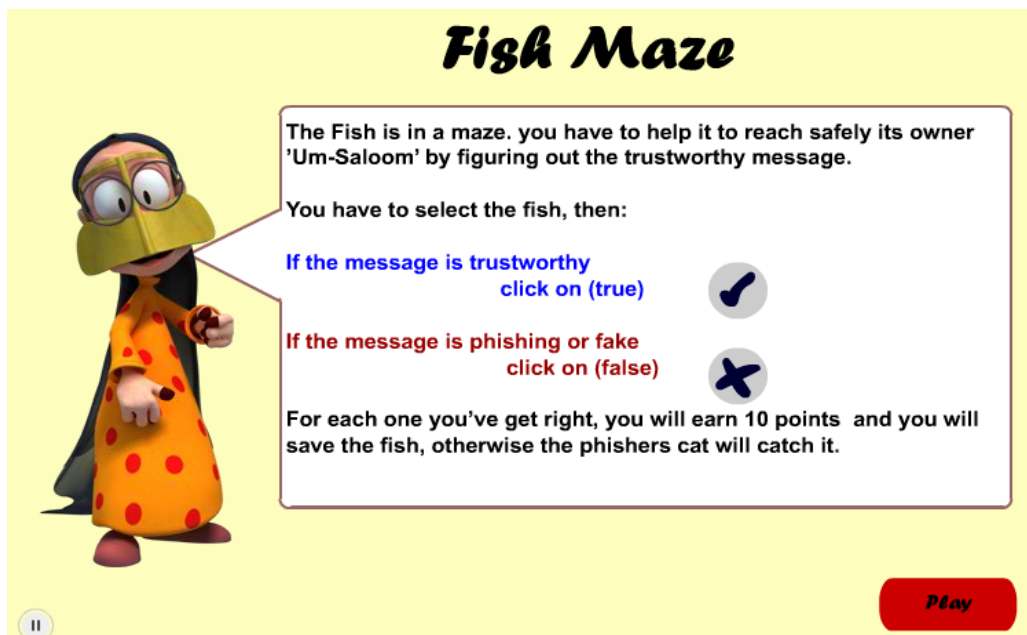 Fish Maze
The Fish is in a maze. you have to help it to reach safely its owner
’Um-Saloom’ by figuring out the trustworthy message.
You have to select the fish, then:
If the message is trustworthy
click on (true)
If the message is phishing or fake
click on (false)
For each one you’ve get right, you will earn 10 points and you will
save the fish, otherwise the phishers cat will catch it.
Play